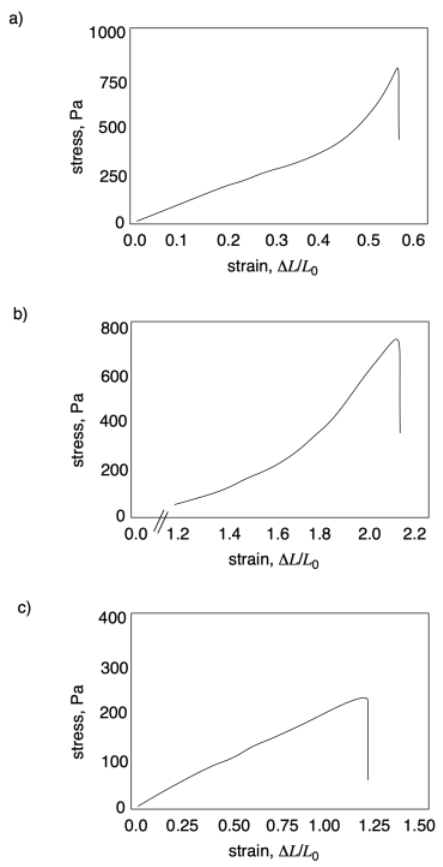 a)
1000
750
500
250
0
stress, Pa
0.0 0.1 0.2 0.3 0.4 0.5 0.6
strain, ΔL/L₀
b)
800
600
400
200
0
stress, Pa
0.0 1.2 1.4 1.6 1.8 2.0 2.2
strain, ΔL/L₀
c)
400
300
200
100
0
stress, Pa
0.0 0.25 0.50 0.75 1.00 1.25 1.50
strain, ΔL/L₀